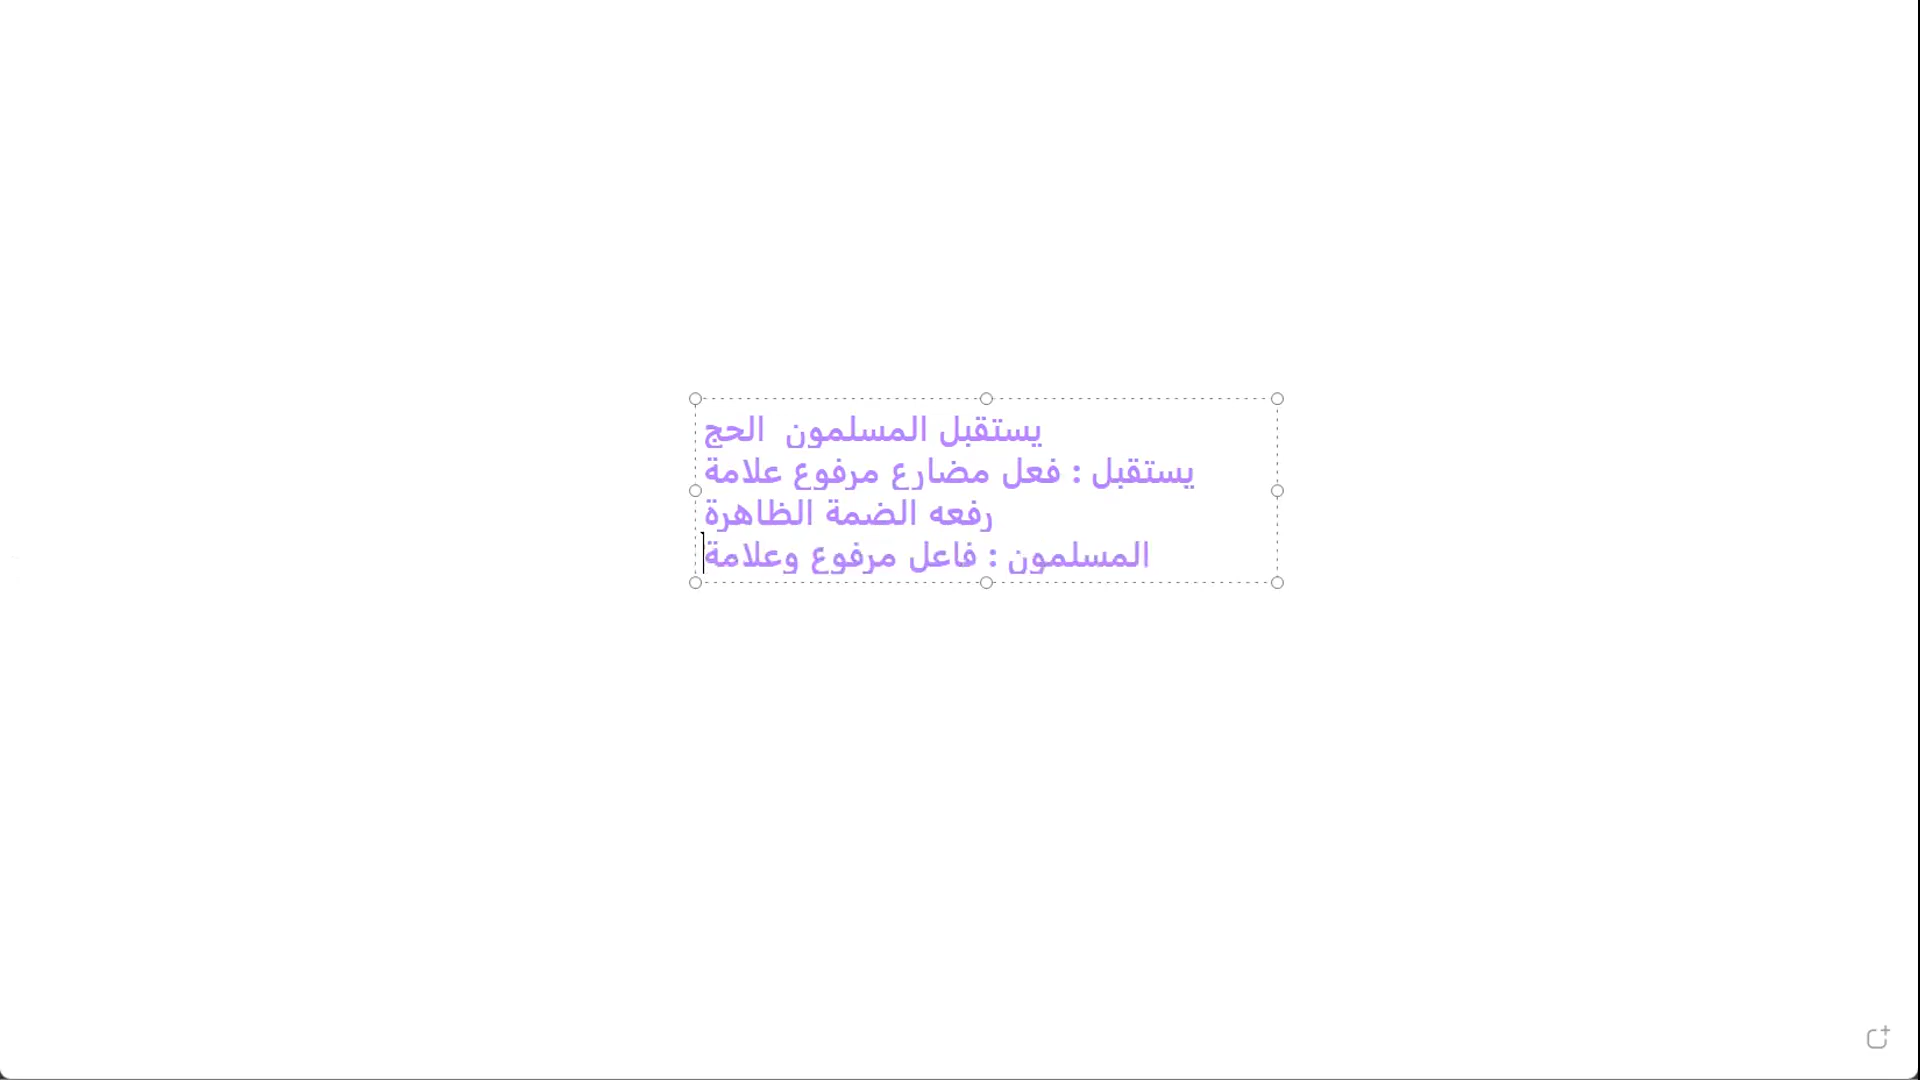 يستقبل المسلمون  الحج
يستقبل : فعل مضارع مرفوع علامة
رفعه الضمة الظاهرة
المسلمون : فاعل مرفوع وعلامة